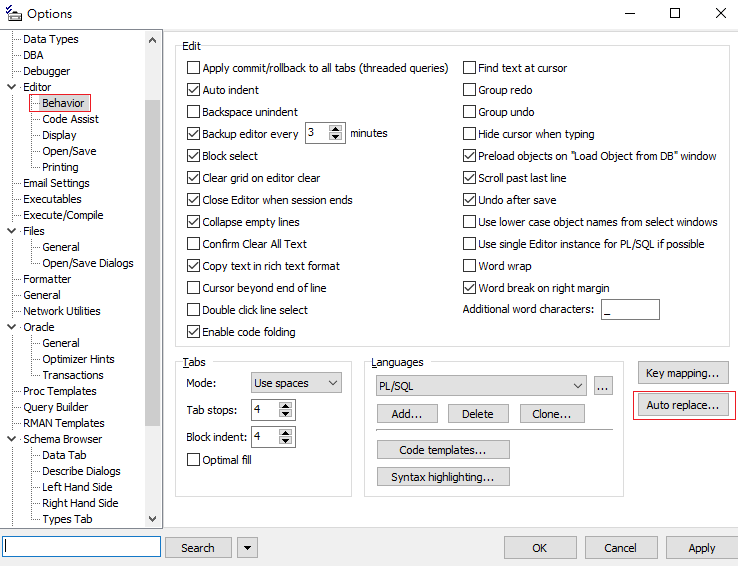 Options
Data Types
DBA
Debugger
Editor
Behavior
Code Assist
Display
Open/Save
Printing
Email Settings
Executables
Execute/Compile
Files
General
Open/Save Dialogs
Formatter
General
Network Utilities
Oracle
General
Optimizer Hints
Transactions
Proc Templates
Query Builder
RMAN Templates
Schema Browser
Data Tab
Describe Dialogs
Left Hand Side
Right Hand Side
Types Tab
Edit
Apply commit/rollback to all tabs (threaded queries)
Auto indent
Backspace unindent
Backup editor every 3 minutes
Block select
Clear grid on editor clear
Close Editor when session ends
Collapse empty lines
Confirm Clear All Text
Copy text in rich text format
Cursor beyond end of line
Double click line select
Enable code folding
Find text at cursor
Group redo
Group undo
Hide cursor when typing
Preload objects on "Load Object from DB" window
Scroll past last line
Undo after save
Use lower case object names from select windows
Use single Editor instance for PL/SQL if possible
Word wrap
Word break on right margin
Additional word characters: _
Tabs
Mode: Use spaces
Tab stops: 4
Block indent: 4
Optimal fill
Languages
PL/SQL ...
Add... Delete Clone...
Code templates...
Syntax highlighting...
Key mapping...
Auto replace...
Search OK Cancel Apply